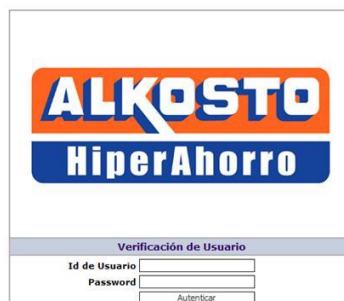 ALKOSTO
HiperAhorro
Verificación de Usuario
Id de Usuario
Password
Autenticar